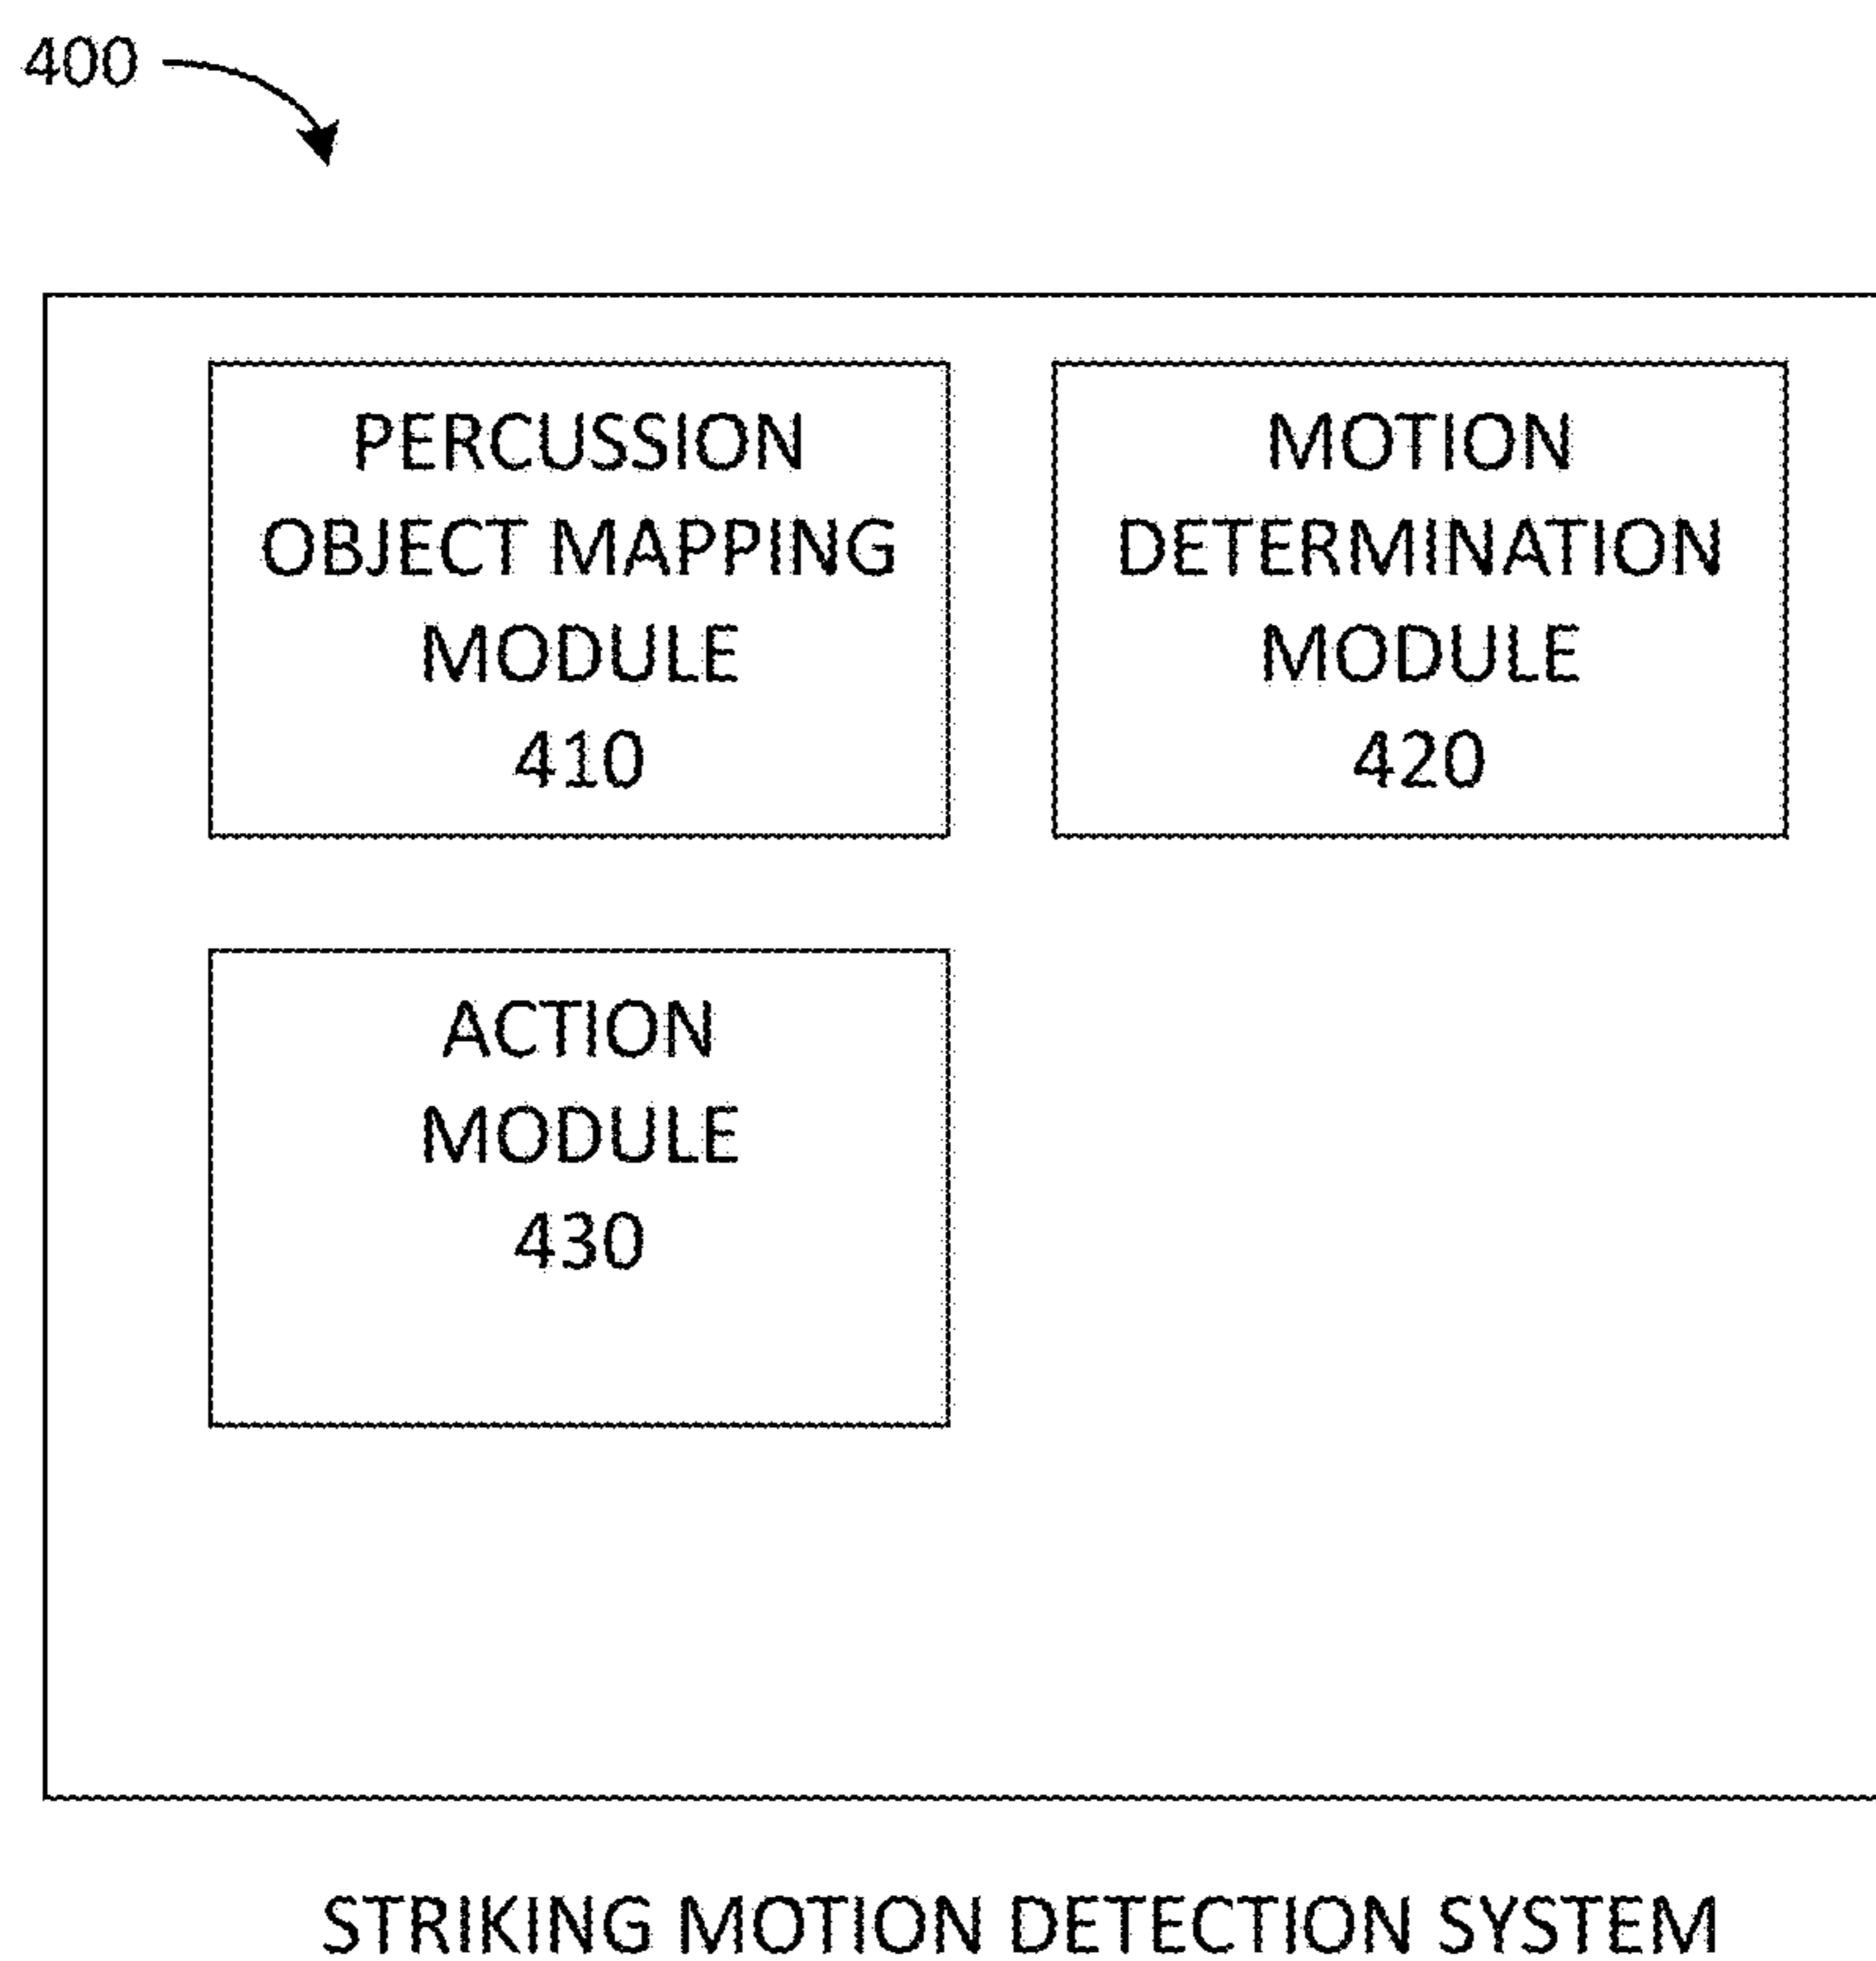 400
PERCUSSION
OBJECT MAPPING
MODULE
410
MOTION
DETERMINATION
MODULE
420
ACTION
MODULE
430
STRIKING MOTION DETECTION SYSTEM